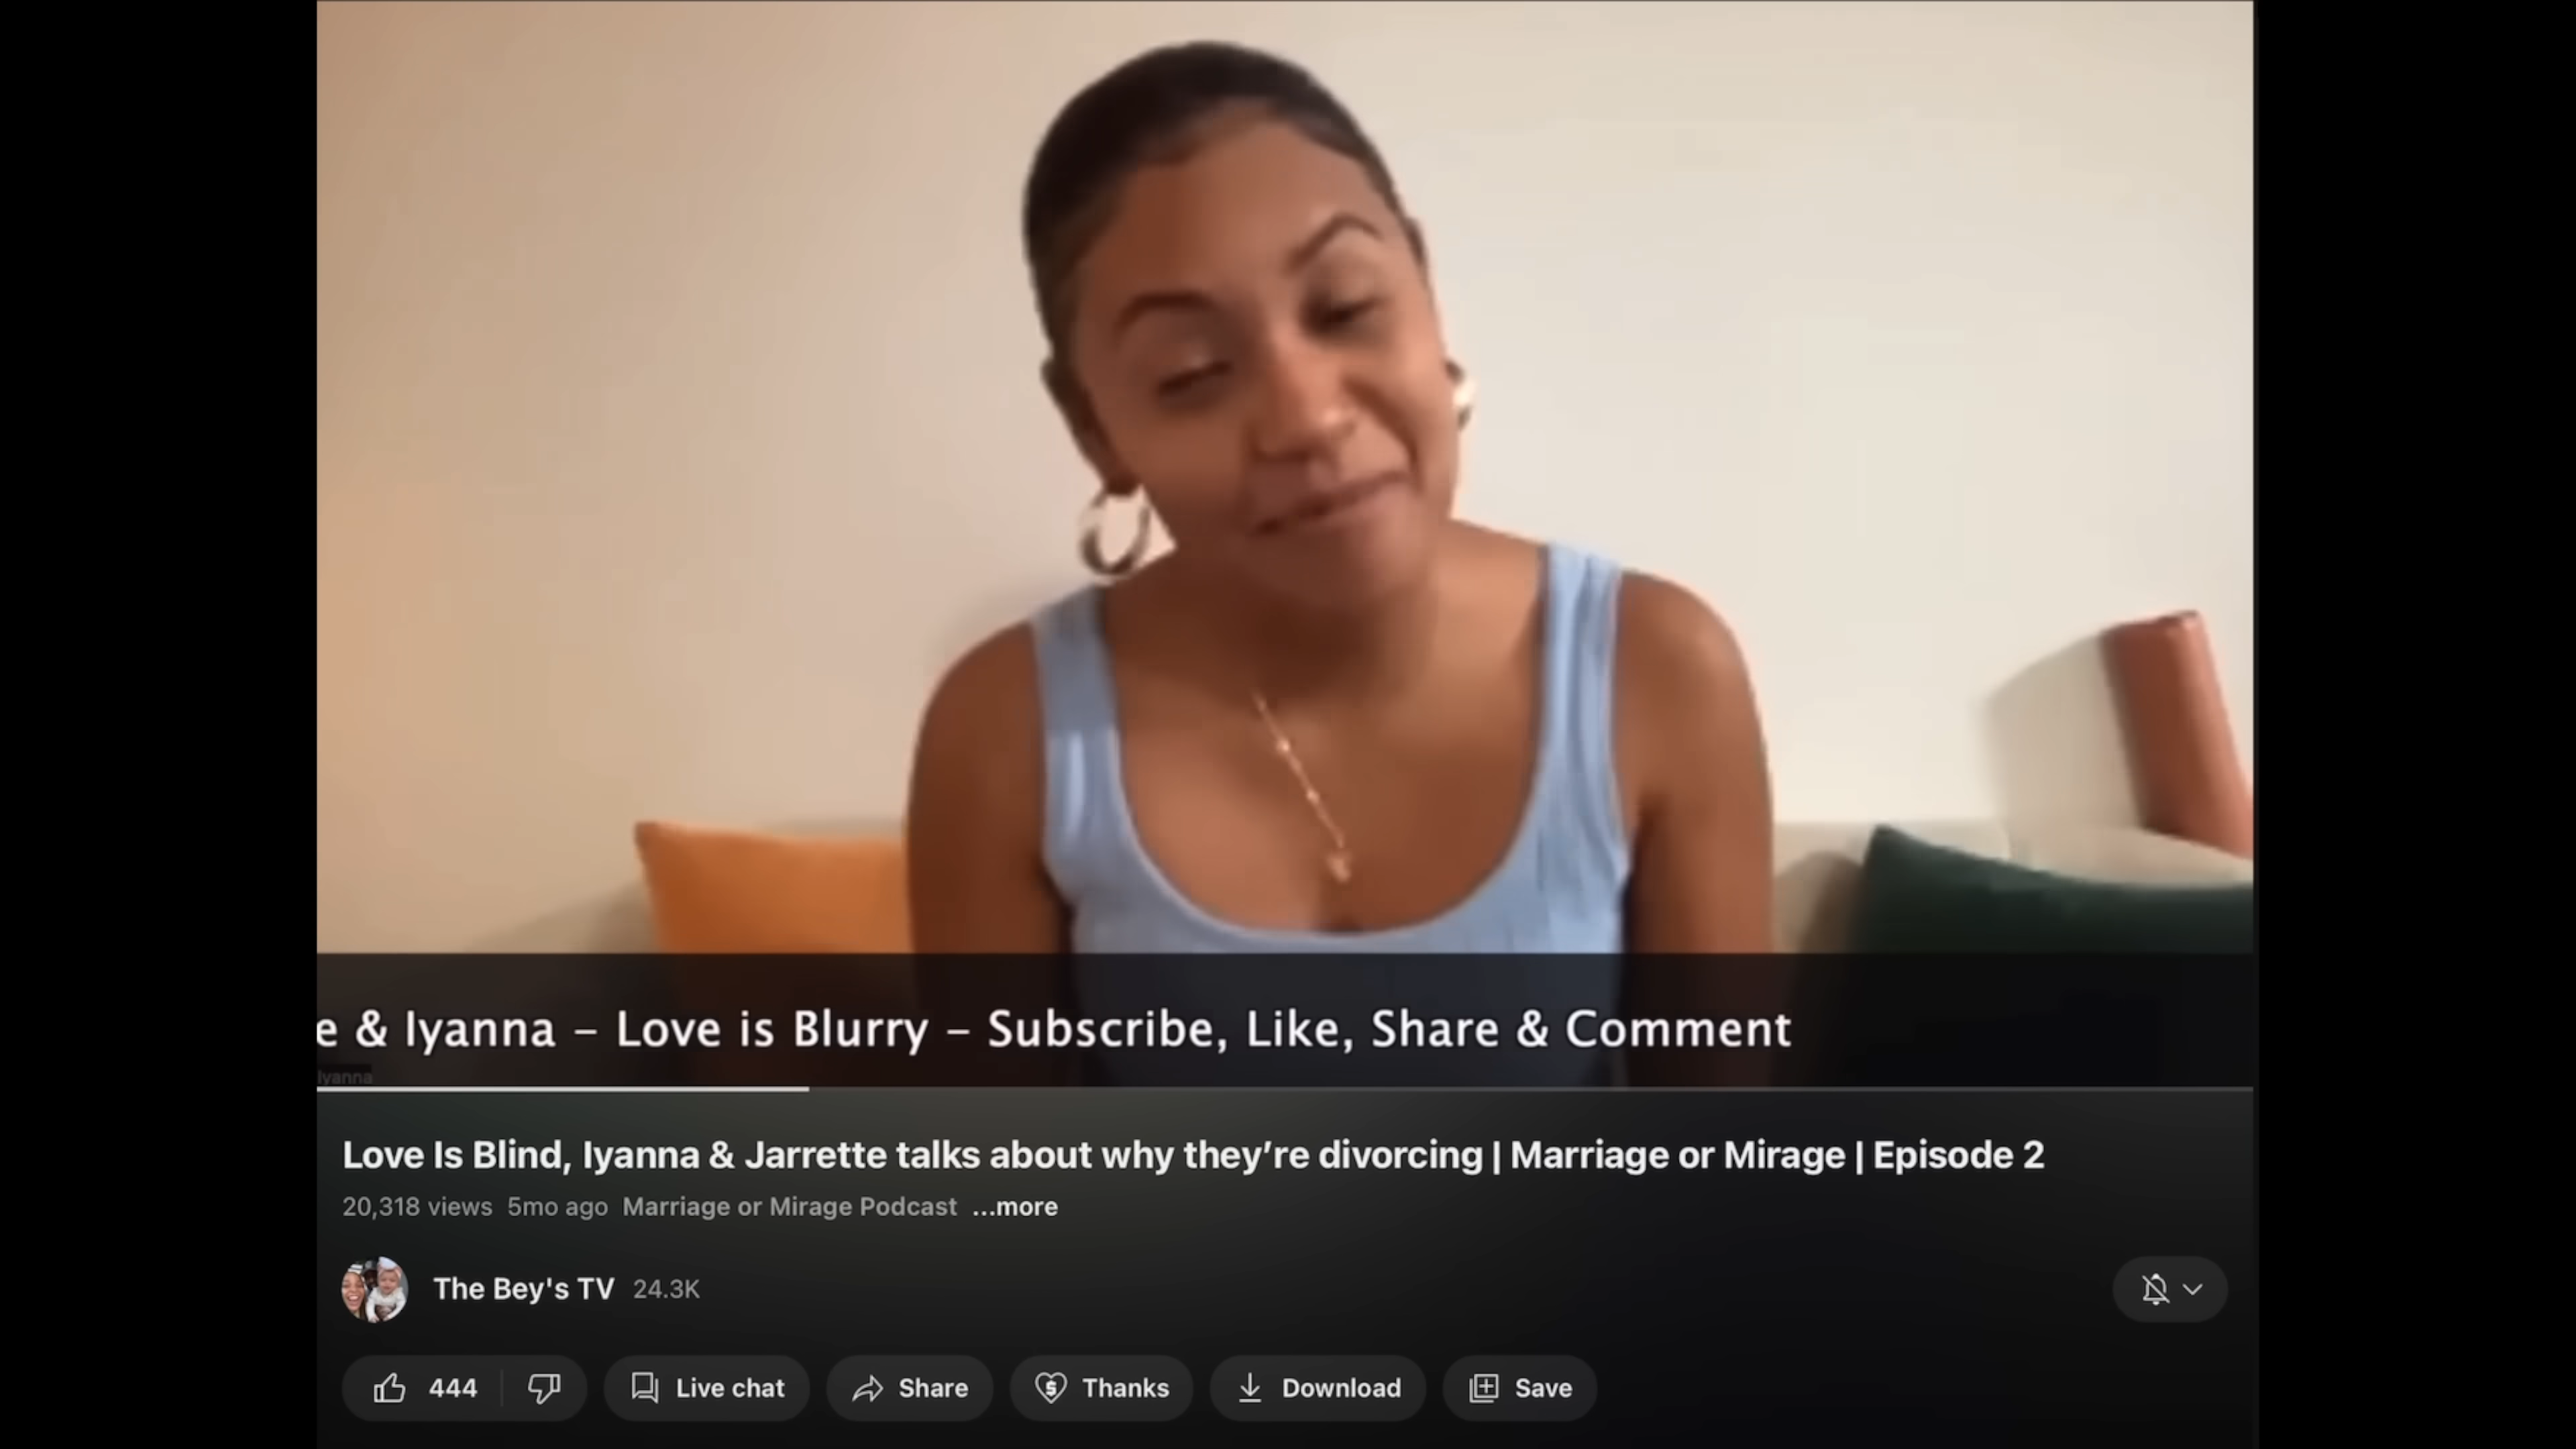 e & Iyanna – Love is Blurry – Subscribe, Like, Share & Comment
Iyanna
Love Is Blind, Iyanna & Jarrette talks about why they’re divorcing | Marriage or Mirage | Episode 2
20,318 views 5mo ago Marriage or Mirage Podcast ...more
The Bey's TV 24.3K
444 Live chat Share Thanks Download Save